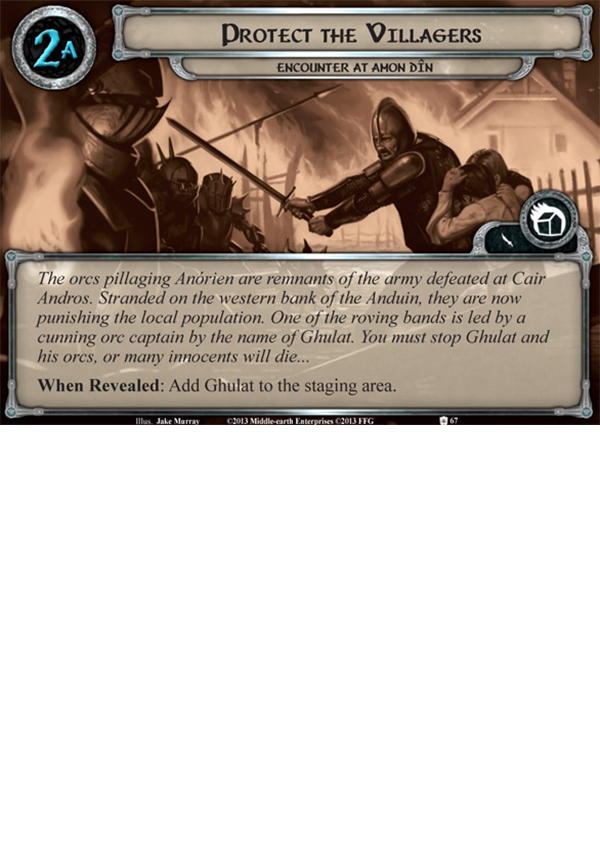 2A
PROTECT THE VILLAGERS
ENCOUNTER AT AMON DÎN
The orcs pillaging Anórien are remnants of the army defeated at Cair
Andros. Stranded on the western bank of the Anduin, they are now
punishing the local population. One of the roving bands is led by a
cunning orc captain by the name of Ghulat. You must stop Ghulat and
his orcs, or many innocents will die...
When Revealed: Add Ghulat to the staging area.
Illus. Jake Murray ©2013 Middle-earth Enterprises ©2013 FFG 67